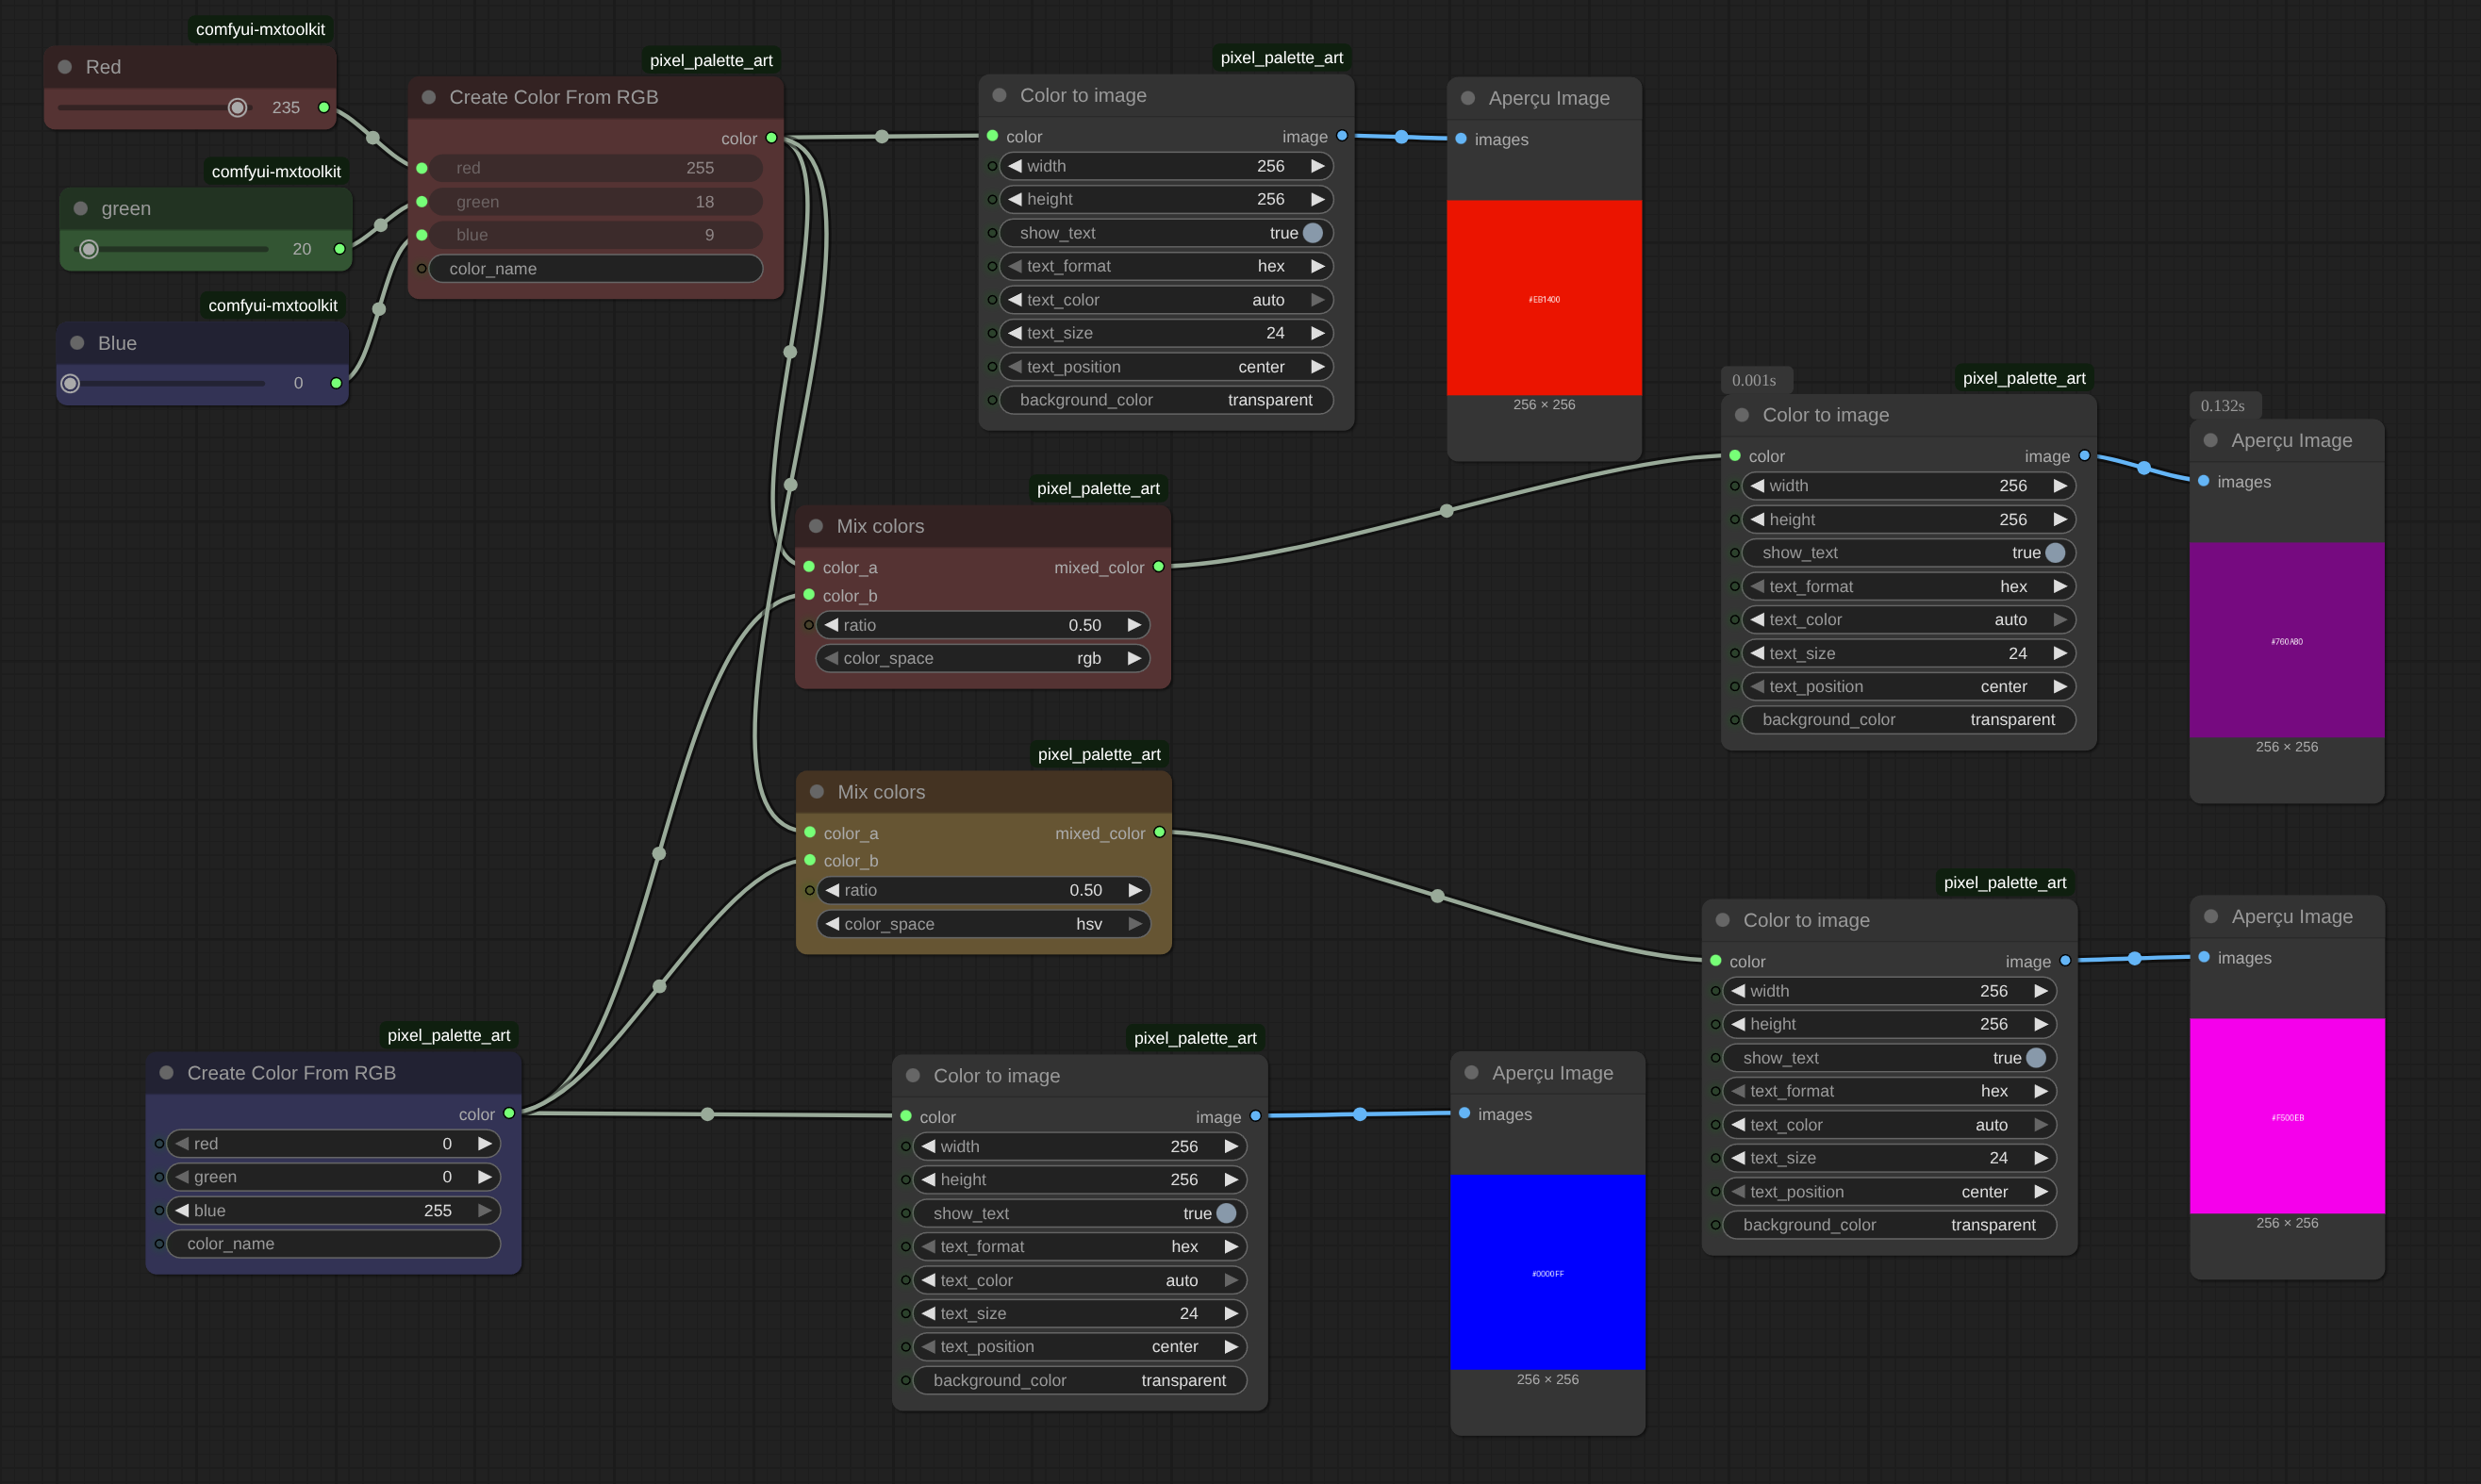 comfyui-mxtoolkit
Red
235
comfyui-mxtoolkit
green
20
comfyui-mxtoolkit
Blue
0
pixel_palette_art
Create Color From RGB
color
red 255
green 18
blue 9
color_name
pixel_palette_art
Color to image
color image
width 256
height 256
show_text true
text_format hex
text_color auto
text_size 24
text_position center
background_color transparent
Aperçu Image
images
#EB1400
256 × 256
pixel_palette_art
Mix colors
color_a mixed_color
color_b
ratio 0.50
color_space rgb
0.001s
pixel_palette_art
Color to image
color image
width 256
height 256
show_text true
text_format hex
text_color auto
text_size 24
text_position center
background_color transparent
0.132s
Aperçu Image
images
#760A80
256 × 256
pixel_palette_art
Mix colors
color_a mixed_color
color_b
ratio 0.50
color_space hsv
pixel_palette_art
Color to image
color image
width 256
height 256
show_text true
text_format hex
text_color auto
text_size 24
text_position center
background_color transparent
Aperçu Image
images
#F500EB
256 × 256
pixel_palette_art
Create Color From RGB
color
red 0
green 0
blue 255
color_name
pixel_palette_art
Color to image
color image
width 256
height 256
show_text true
text_format hex
text_color auto
text_size 24
text_position center
background_color transparent
Aperçu Image
images
#0000FF
256 × 256